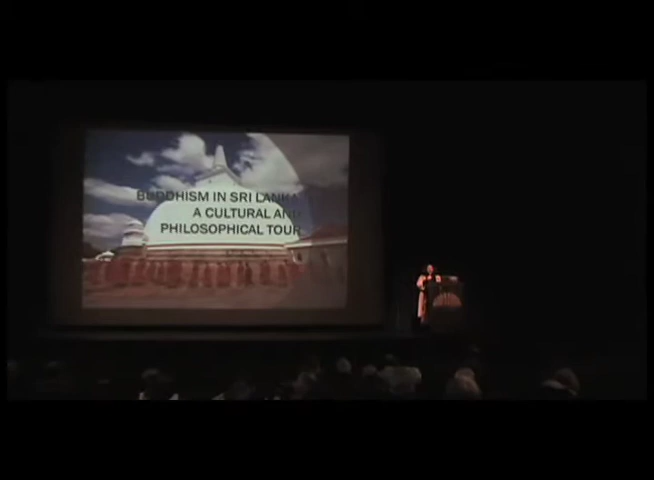 BUDDHISM IN SRI LANKA
A CULTURAL AND
PHILOSOPHICAL TOUR